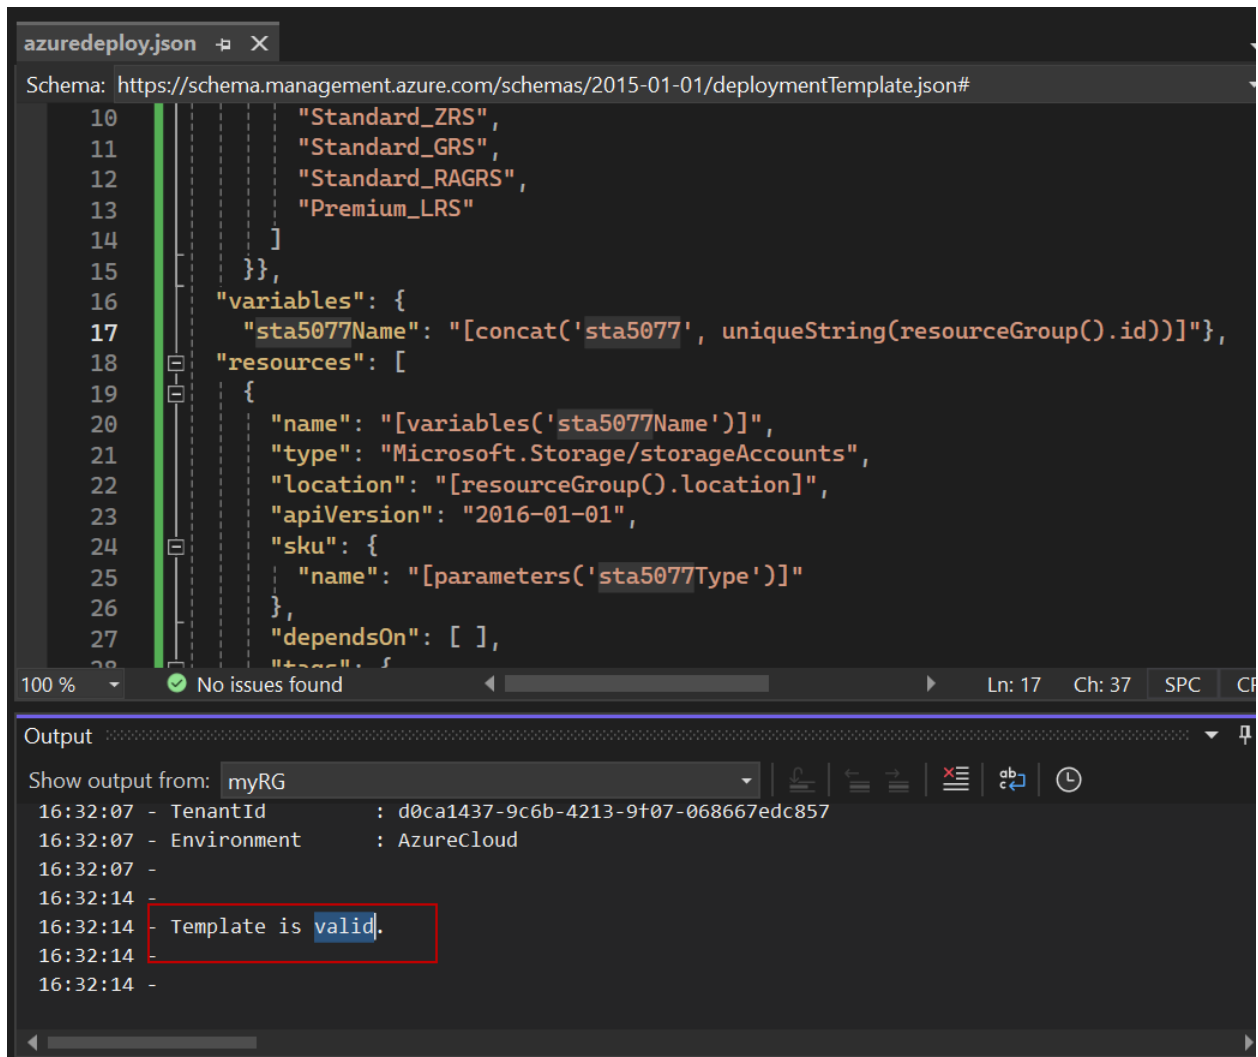 azuredeploy.json
Schema: https://schema.management.azure.com/schemas/2015-01-01/deploymentTemplate.json#
10 "Standard_ZRS",
11 "Standard_GRS",
12 "Standard_RAGRS",
13 "Premium_LRS"
14 ]
15 }},
16 "variables": {
17 "sta5077Name": "[concat('sta5077', uniqueString(resourceGroup().id))]"},
18 "resources": [
19 {
20 "name": "[variables('sta5077Name')]",
21 "type": "Microsoft.Storage/storageAccounts",
22 "location": "[resourceGroup().location]",
23 "apiVersion": "2016-01-01",
24 "sku": {
25 "name": "[parameters('sta5077Type')]"
26 },
27 "dependsOn": [ ],
28 "tags": {
100 % No issues found Ln: 17 Ch: 37 SPC
Output
Show output from: myRG
16:32:07 - TenantId : d0ca1437-9c6b-4213-9f07-068667edc857
16:32:07 - Environment : AzureCloud
16:32:07 -
16:32:14 -
16:32:14 - Template is valid.
16:32:14 -
16:32:14 -